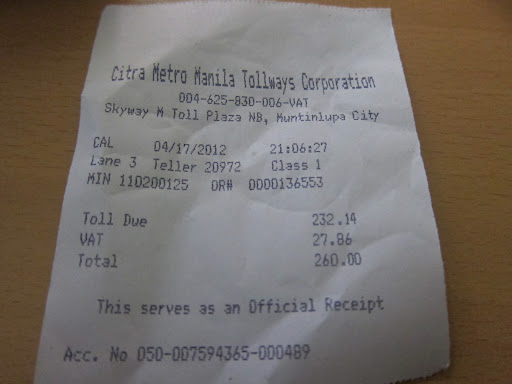 Citra Metro Manila Tollways Corporation
004-625-830-006-VAT
Skyway M Toll Plaza NB, Muntinlupa City
CAL 04/17/2012 21:06:27
Lane 3 Teller 20972 Class 1
MIN 110200125 OR# 0000136553
Toll Due 232.14
VAT 27.86
Total 260.00
This serves as an Official Receipt
Acc. No 050-007594365-000489